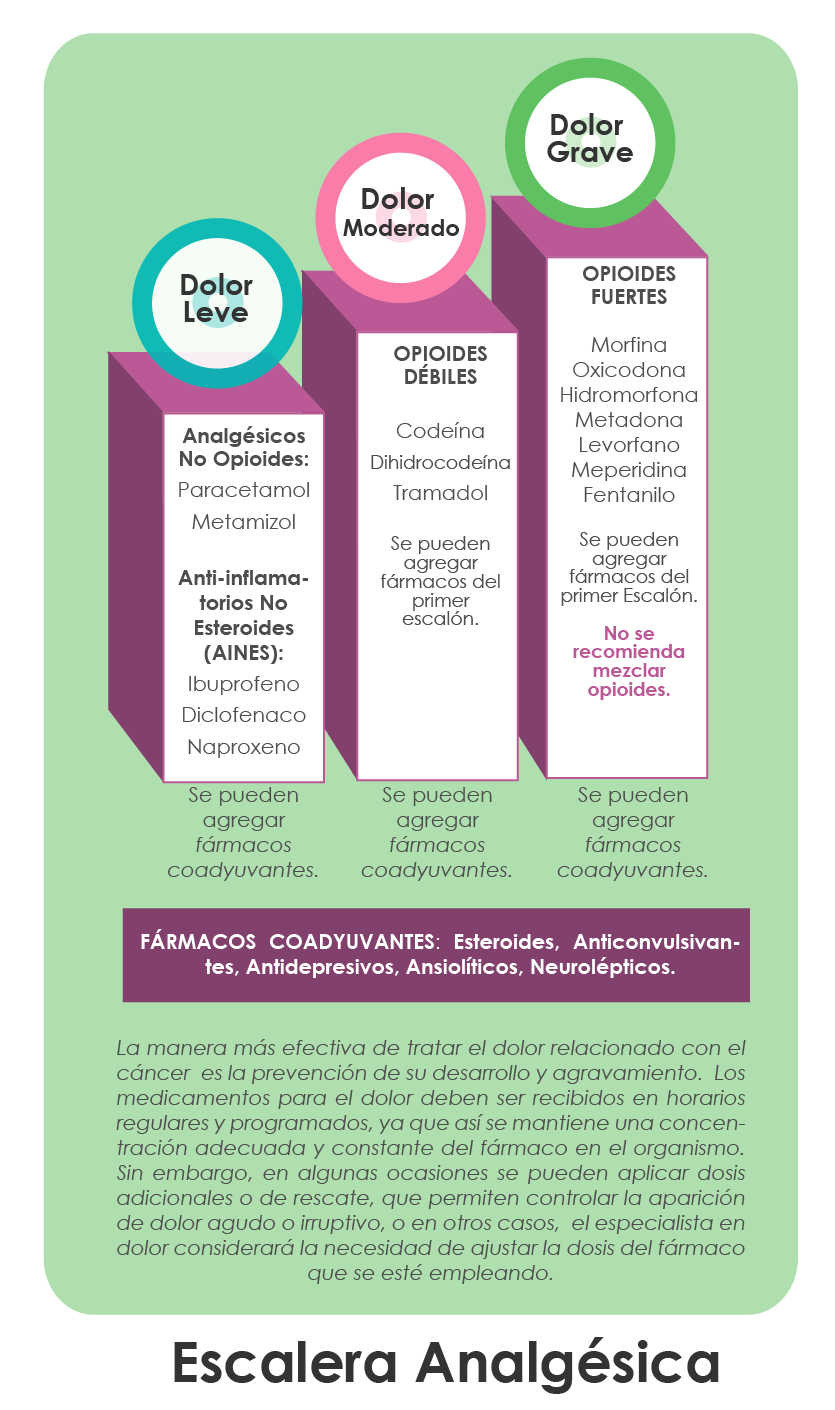 Dolor
Leve
Analgésicos
No Opioides:
Paracetamol
Metamizol
Anti-inflama-
torios No
Esteroides
(AINES):
Ibuprofeno
Diclofenaco
Naproxeno
Se pueden
agregar
fármacos
coadyuvantes.
Dolor
Moderado
OPIOIDES
DÉBILES
Codeína
Dihidrocodeína
Tramadol
Se pueden
agregar
fármacos del
primer
escalón.
Se pueden
agregar
fármacos
coadyuvantes.
Dolor
Grave
OPIOIDES
FUERTES
Morfina
Oxicodona
Hidromorfona
Metadona
Levorfano
Meperidina
Fentanilo
Se pueden
agregar
fármacos del
primer Escalón.
No se
recomienda
mezclar
opioides.
Se pueden
agregar
fármacos
coadyuvantes.
FÁRMACOS COADYUVANTES: Esteroides, Anticonvulsivan-
tes, Antidepresivos, Ansiolíticos, Neurolépticos.
La manera más efectiva de tratar el dolor relacionado con el
cáncer es la prevención de su desarrollo y agravamiento. Los
medicamentos para el dolor deben ser recibidos en horarios
regulares y programados, ya que así se mantiene una concen-
tración adecuada y constante del fármaco en el organismo.
Sin embargo, en algunas ocasiones se pueden aplicar dosis
adicionales o de rescate, que permiten controlar la aparición
de dolor agudo o irruptivo, o en otros casos, el especialista en
dolor considerará la necesidad de ajustar la dosis del fármaco
que se esté empleando.
Escalera Analgésica